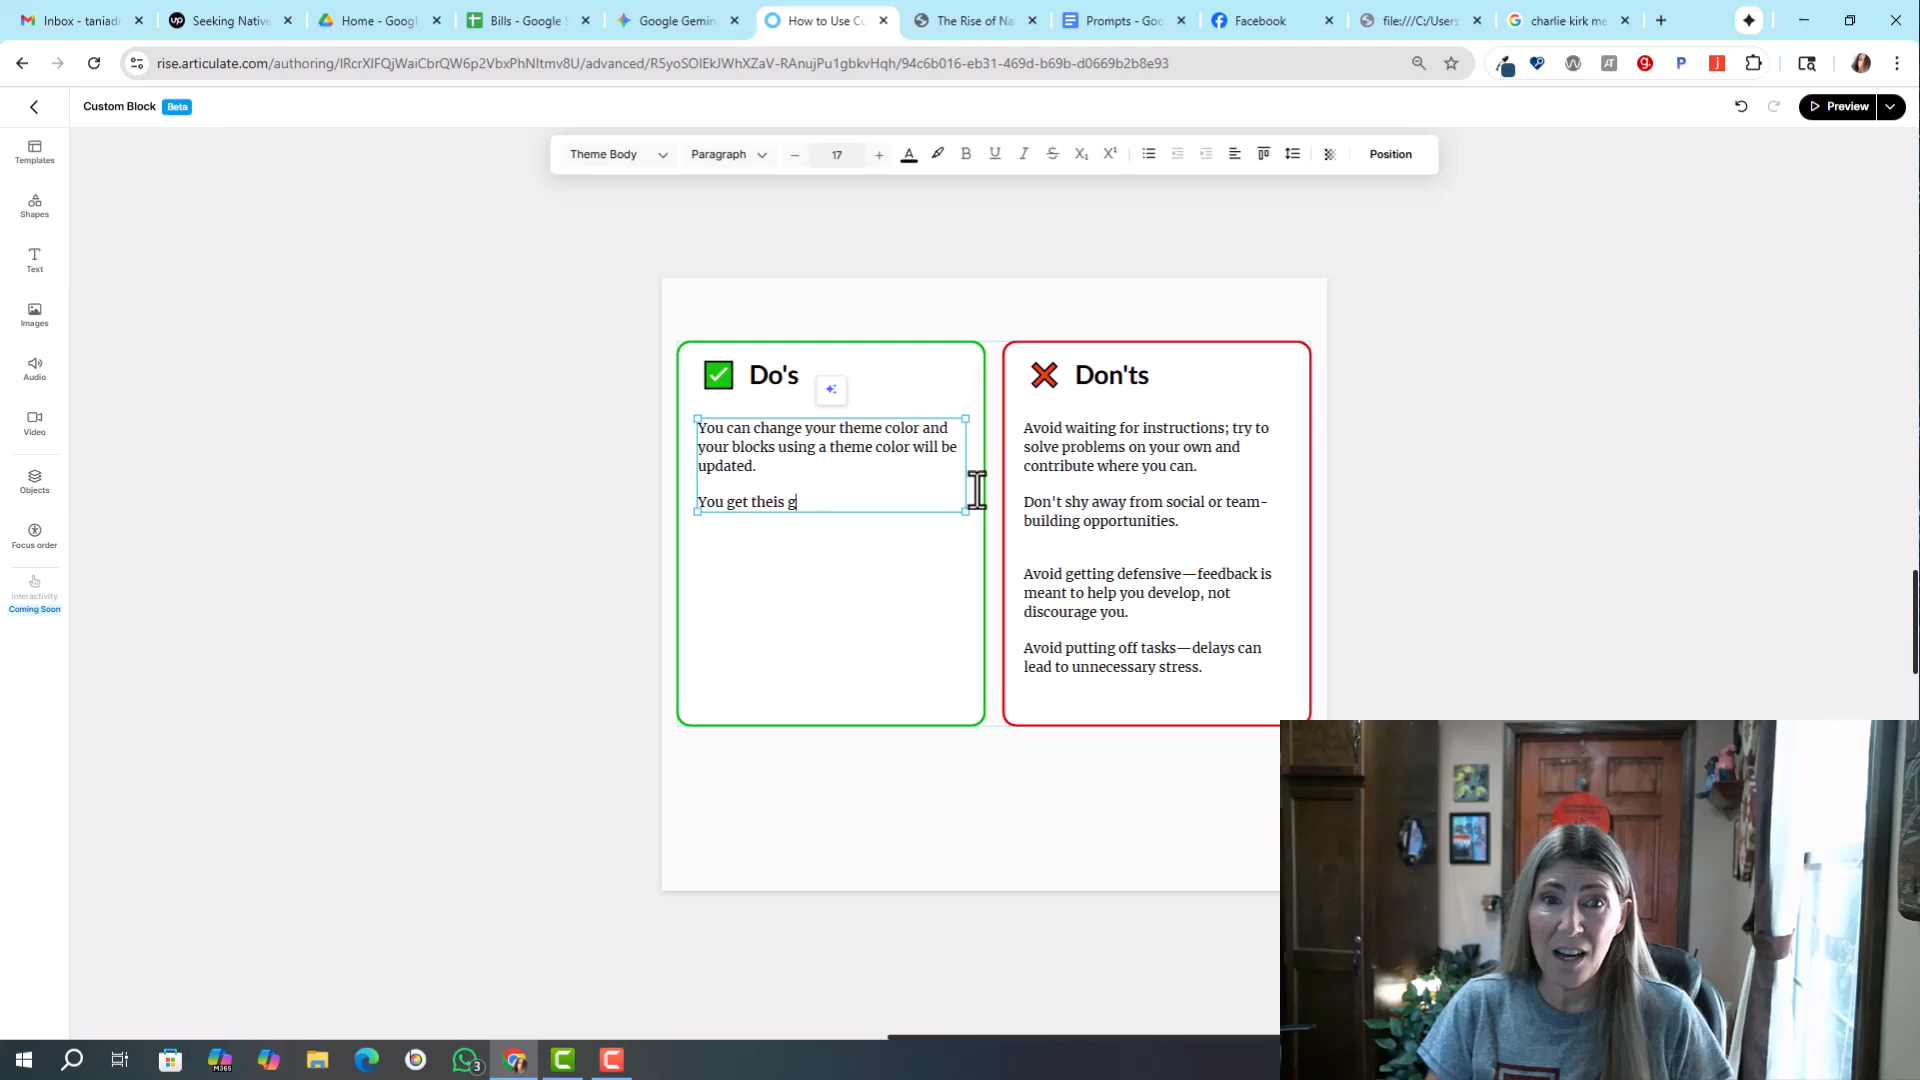 Inbox - taniadi
Seeking Native
Home - Googl
Bills - Google S
Google Gemin
How to Use Cu
The Rise of Na
Prompts - Goo
Facebook
file:///C:/Users
charlie kirk me
rise.articulate.com/authoring/IRcrXIFQjWaiCbrQW6p2VbxPhNItmv8U/advanced/R5yoSOIEkJWhXZaV-RAnujPu1gbkvHqh/94c6b016-eb31-469d-b69b-d0669b2b8e93
Custom Block Beta
Preview
Templates
Shapes
Text
Images
Audio
Video
Objects
Focus order
Interactivity
Coming Soon
Theme Body
Paragraph
17
Position
Do's
You can change your theme color and
your blocks using a theme color will be
updated.
You get theis g
Don'ts
Avoid waiting for instructions; try to
solve problems on your own and
contribute where you can.
Don't shy away from social or team-
building opportunities.
Avoid getting defensive—feedback is
meant to help you develop, not
discourage you.
Avoid putting off tasks—delays can
lead to unnecessary stress.
M365
3